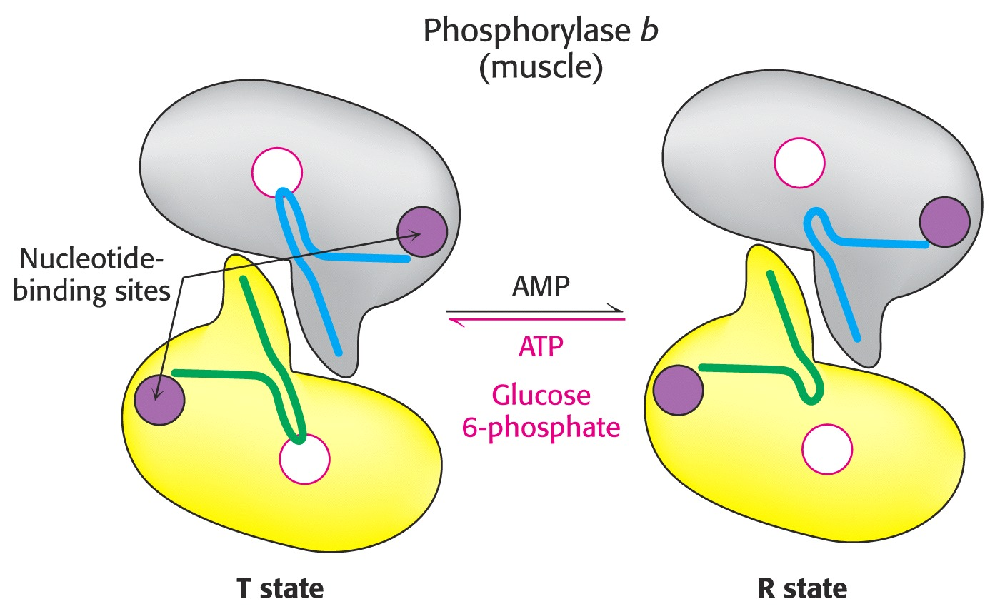 Phosphorylase b
(muscle)
Nucleotide-
binding sites
AMP
ATP
Glucose
6-phosphate
T state
R state